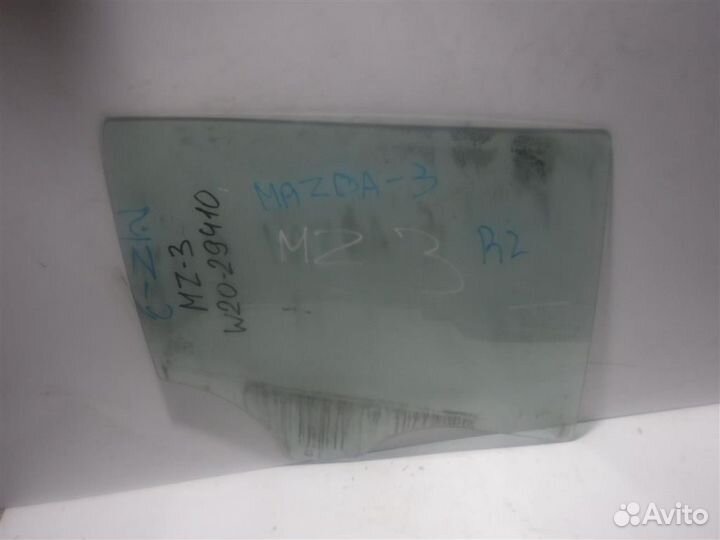 MAZDA-3
MZ 3
R2
MZ-3
W20-29410
Avito